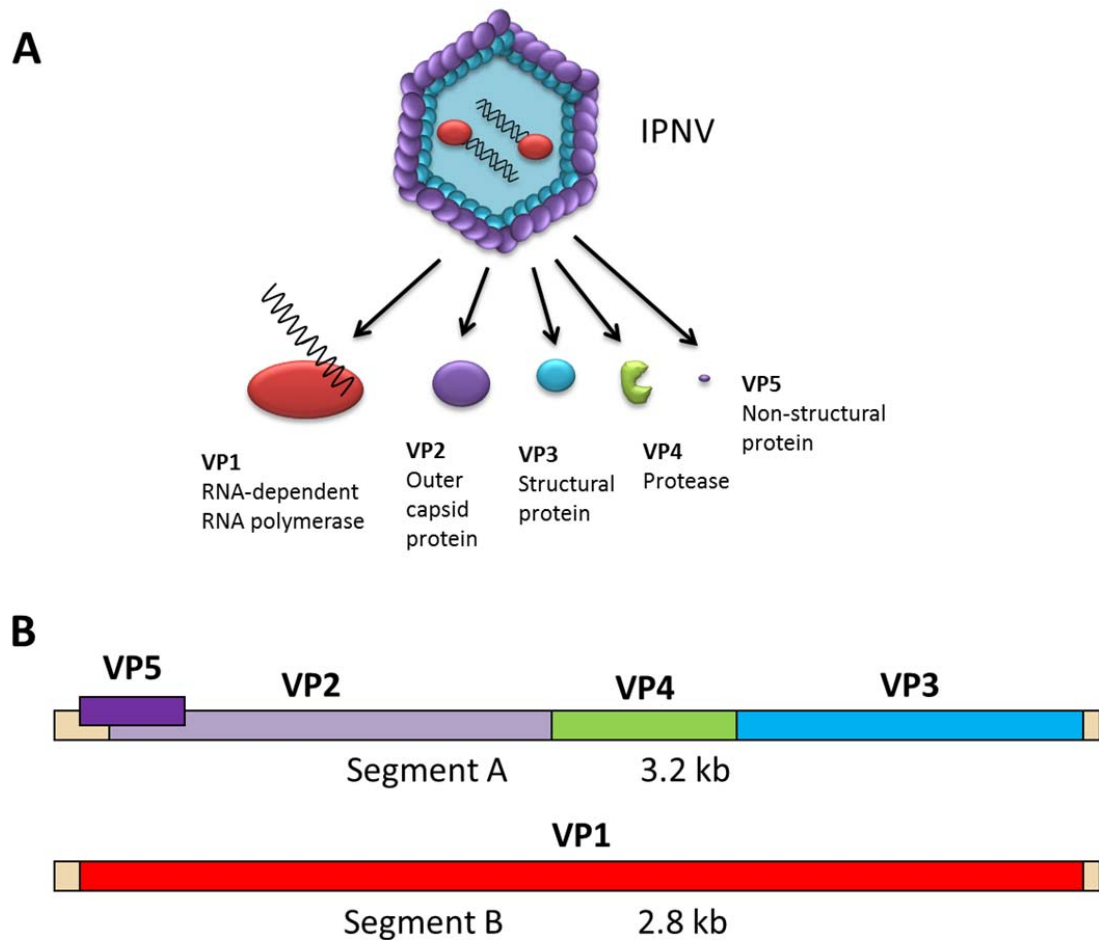 A
IPNV
VP1
RNA-dependent
RNA polymerase
VP2
Outer
capsid
protein
VP3
Structural
protein
VP4
Protease
VP5
Non-structural
protein
B
VP5
VP2
VP4
VP3
Segment A
3.2 kb
VP1
Segment B
2.8 kb